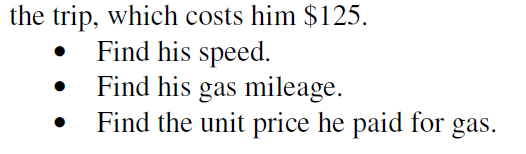 the trip, which costs him $125.
• Find his speed.
• Find his gas mileage.
• Find the unit price he paid for gas.